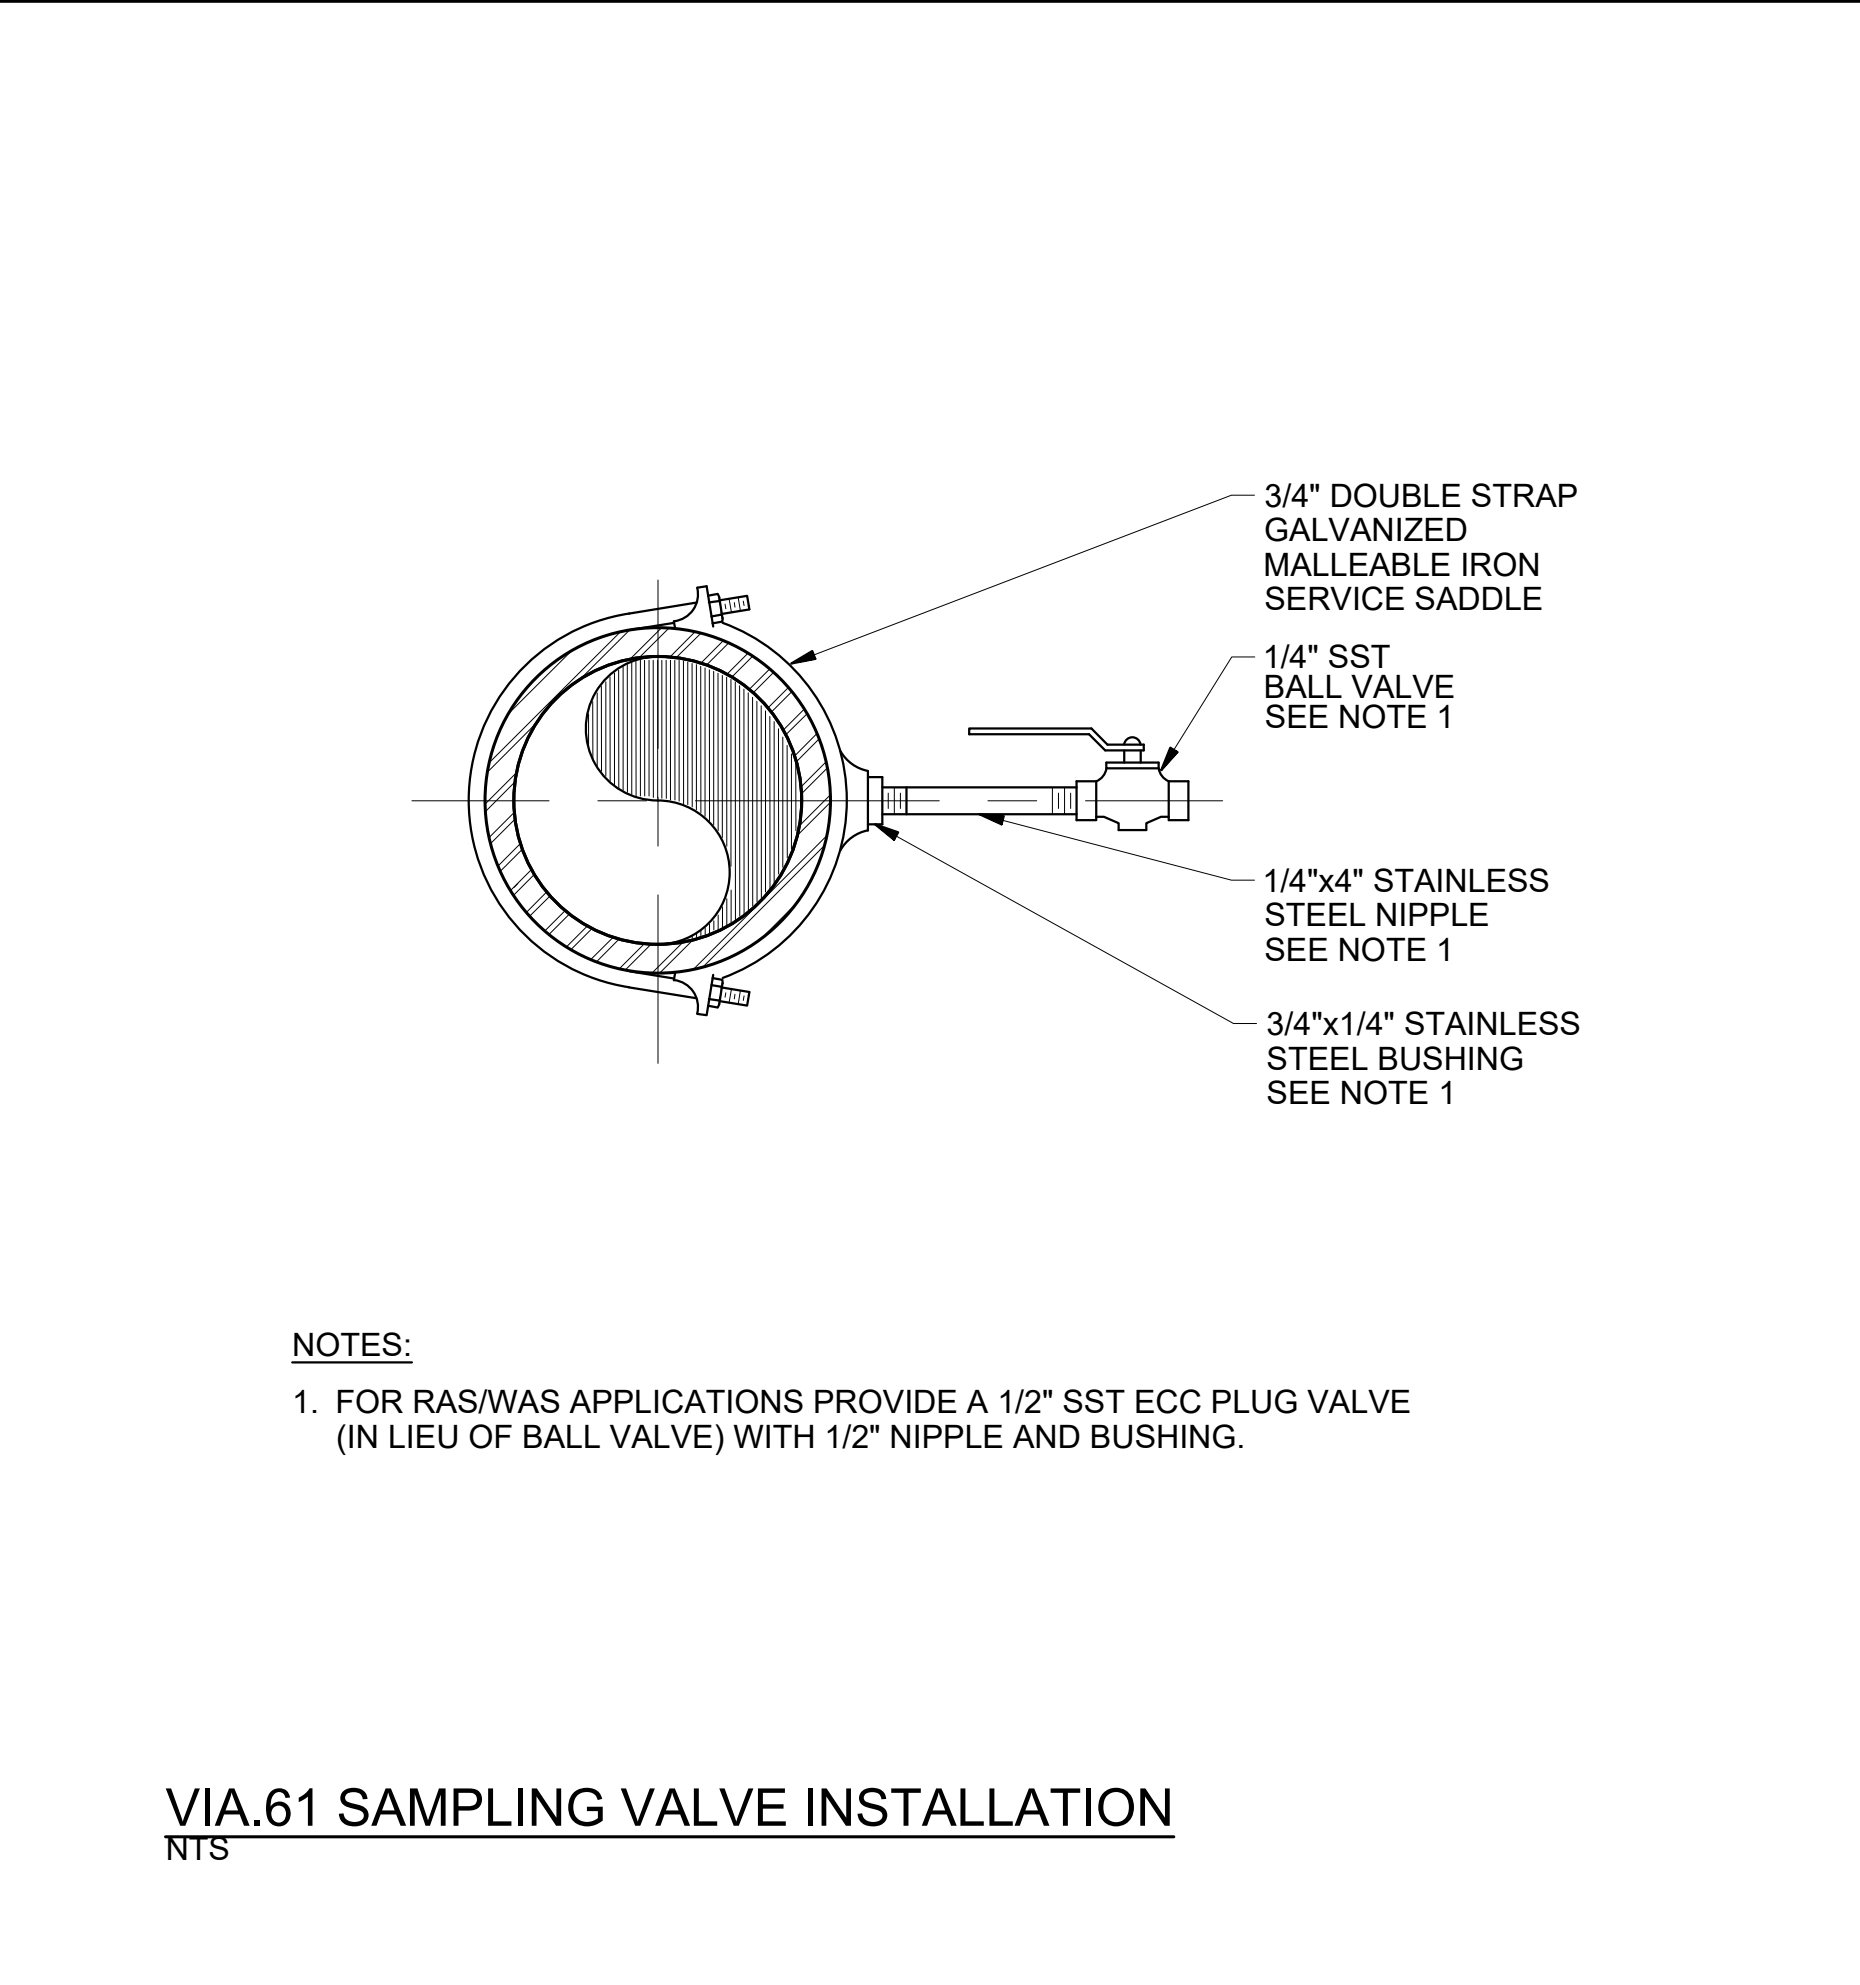 3/4" DOUBLE STRAP
GALVANIZED
MALLEABLE IRON
SERVICE SADDLE
1/4" SST
BALL VALVE
SEE NOTE 1
1/4"x4" STAINLESS
STEEL NIPPLE
SEE NOTE 1
3/4"x1/4" STAINLESS
STEEL BUSHING
SEE NOTE 1
NOTES:
1. FOR RAS/WAS APPLICATIONS PROVIDE A 1/2" SST ECC PLUG VALVE
(IN LIEU OF BALL VALVE) WITH 1/2" NIPPLE AND BUSHING.
VIA.61 SAMPLING VALVE INSTALLATION
NTS